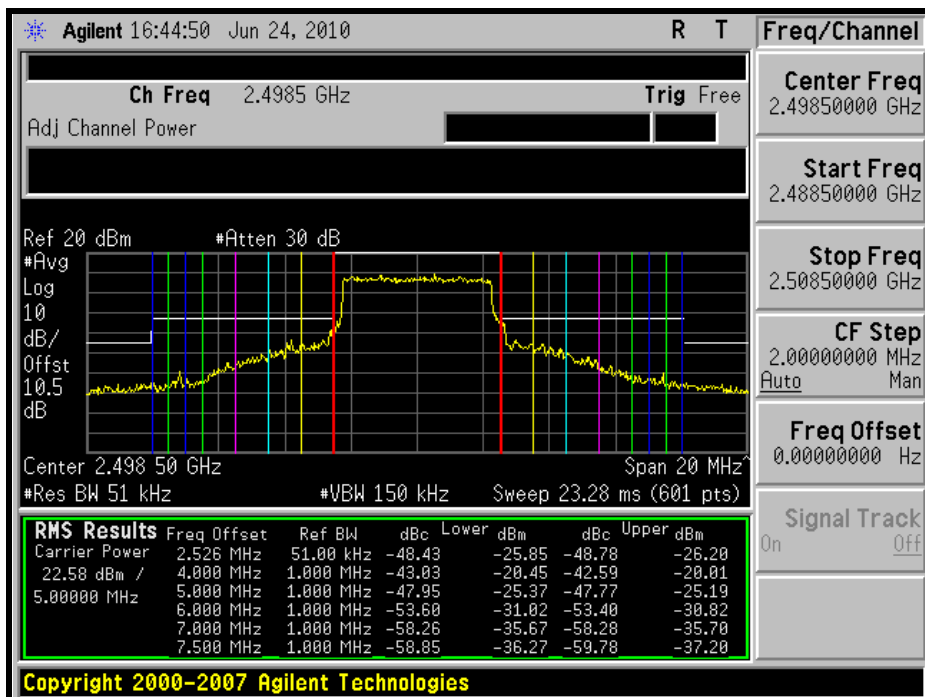 Agilent 16:44:50 Jun 24, 2010 R T
Freq/Channel
Ch Freq 2.4985 GHz Trig Free
Adj Channel Power
Center Freq
2.49850000 GHz
Start Freq
2.48850000 GHz
Stop Freq
2.50850000 GHz
CF Step
2.00000000 MHz
Auto Man
Freq Offset
0.00000000 Hz
Signal Track
On Off
Ref 20 dBm #Atten 30 dB
#Avg
Log
10
dB/
Offst
10.5
dB
Center 2.498 50 GHz Span 20 MHz^
#Res BW 51 kHz #VBW 150 kHz Sweep 23.28 ms (601 pts)
RMS Results Freq Offset Ref BW dBc Lower dBm dBc Upper dBm
Carrier Power 2.526 MHz 51.00 kHz -48.43 -25.85 -48.78 -26.20
22.58 dBm / 4.000 MHz 1.000 MHz -43.03 -20.45 -42.59 -20.01
5.00000 MHz 5.000 MHz 1.000 MHz -47.95 -25.37 -47.77 -25.19
6.000 MHz 1.000 MHz -53.60 -31.02 -53.40 -30.82
7.000 MHz 1.000 MHz -58.26 -35.67 -58.28 -35.70
7.500 MHz 1.000 MHz -58.85 -36.27 -59.78 -37.20
Copyright 2000-2007 Agilent Technologies